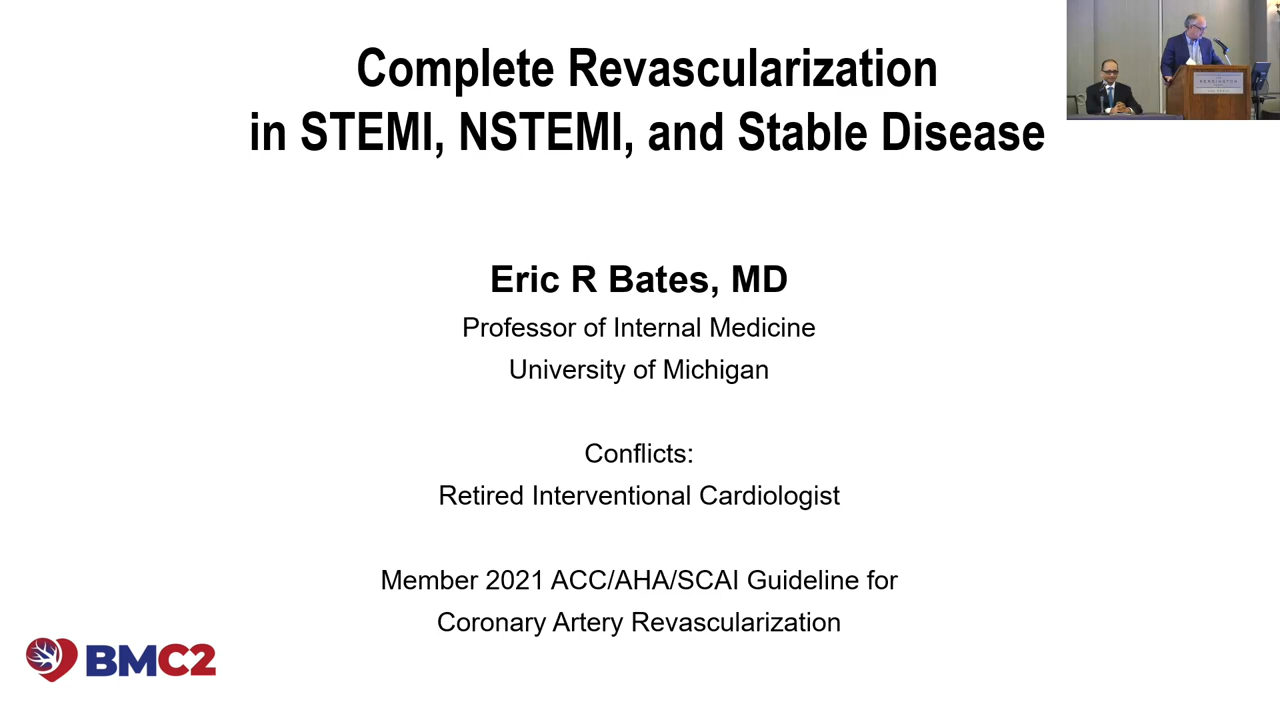 Complete Revascularization
in STEMI, NSTEMI, and Stable Disease
Eric R Bates, MD
Professor of Internal Medicine
University of Michigan
Conflicts:
Retired Interventional Cardiologist
Member 2021 ACC/AHA/SCAI Guideline for
Coronary Artery Revascularization
BMC2